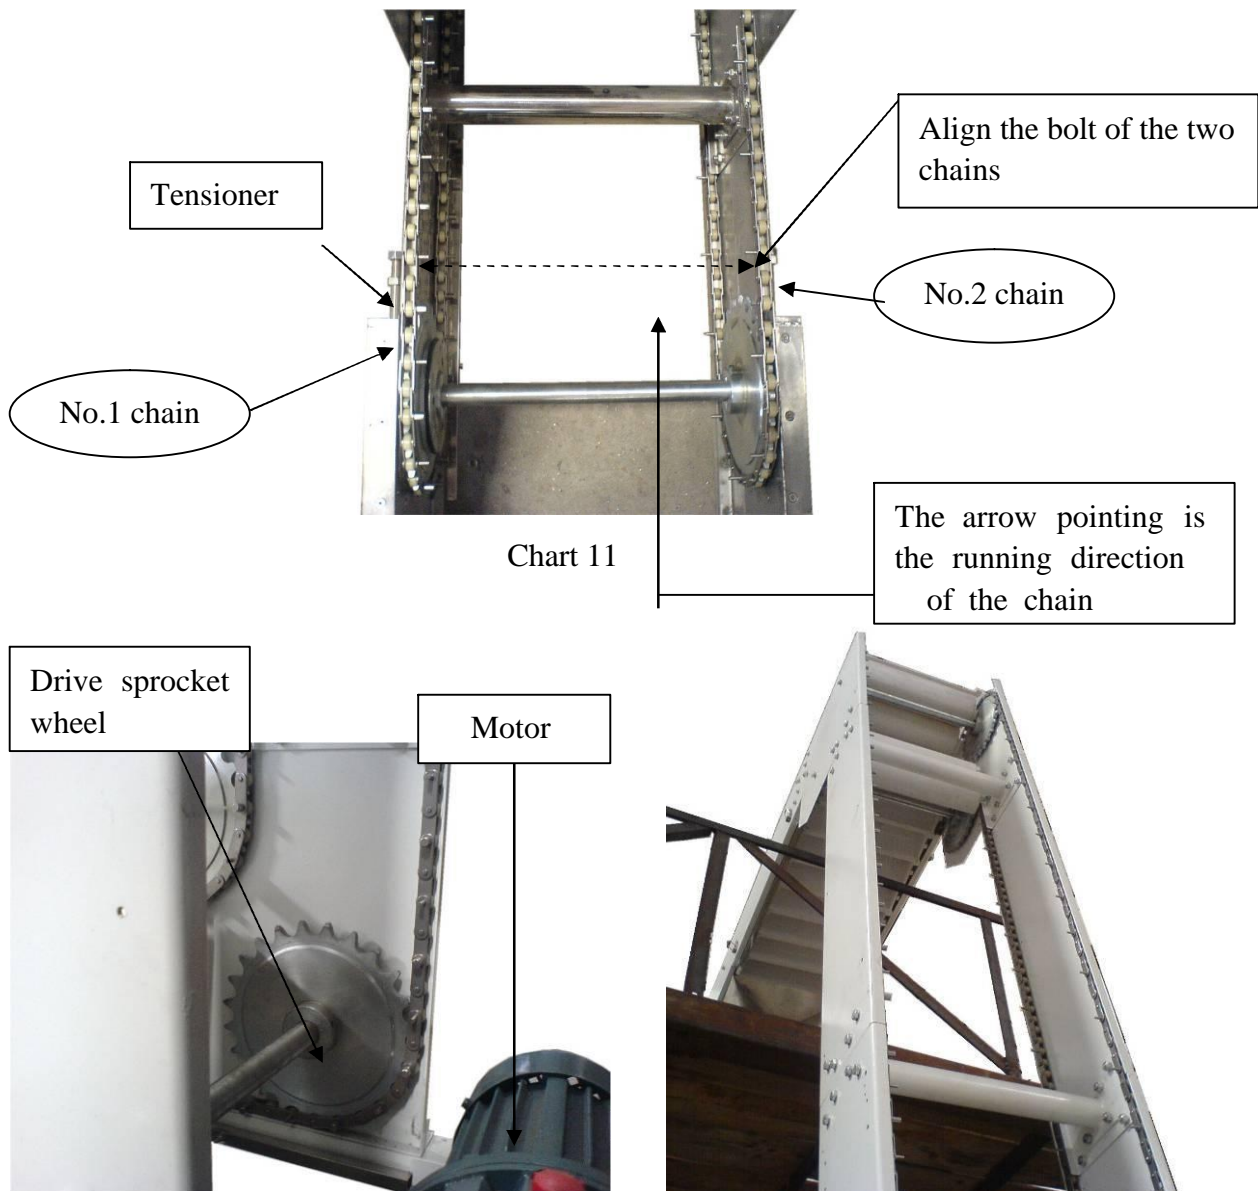 Align the bolt of the two
chains
Tensioner
No.2 chain
No.1 chain
The arrow pointing is
the running direction
of the chain
Chart 11
Drive sprocket
wheel
Motor